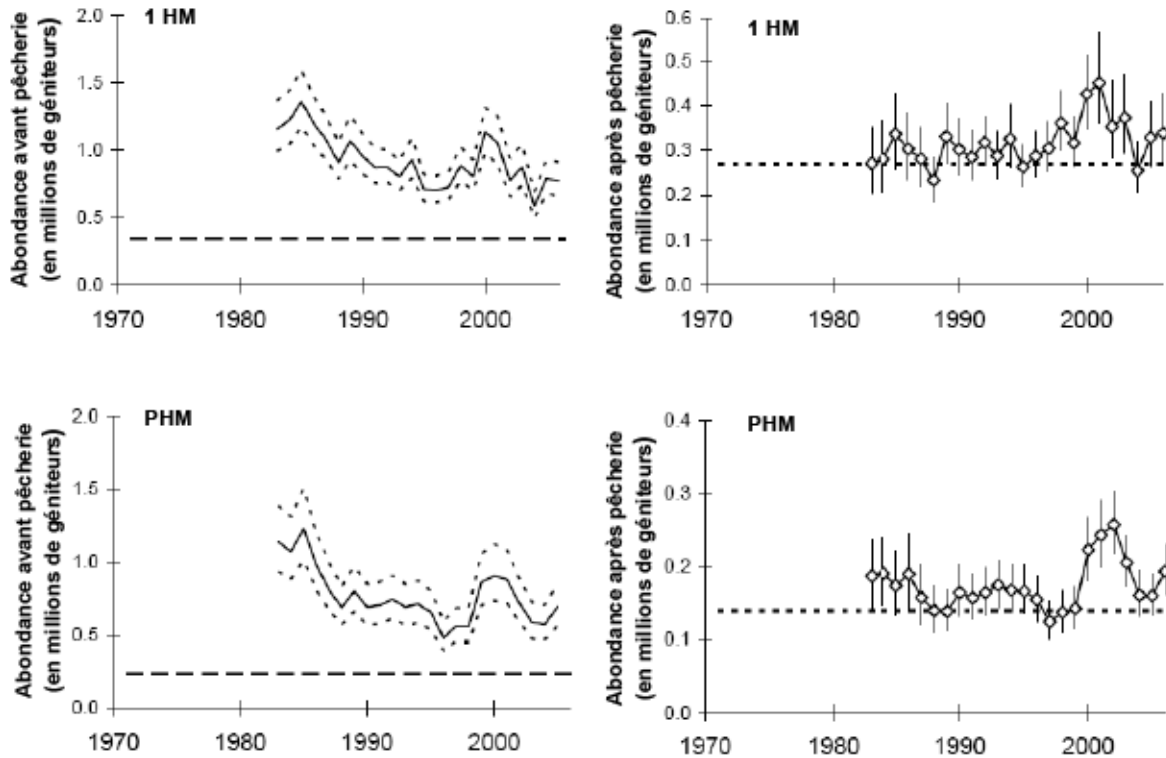 1 HM
Abondance avant pêcherie
(en millions de géniteurs)
2.0
1.5
1.0
0.5
0.0
1970 1980 1990 2000
1 HM
Abondance après pêcherie
(en millions de géniteurs)
0.6
0.5
0.4
0.3
0.2
0.1
0.0
1970 1980 1990 2000
PHM
Abondance avant pêcherie
(en millions de géniteurs)
2.0
1.5
1.0
0.5
0.0
1970 1980 1990 2000
PHM
Abondance après pêcherie
(en millions de géniteurs)
0.4
0.3
0.2
0.1
0.0
1970 1980 1990 2000